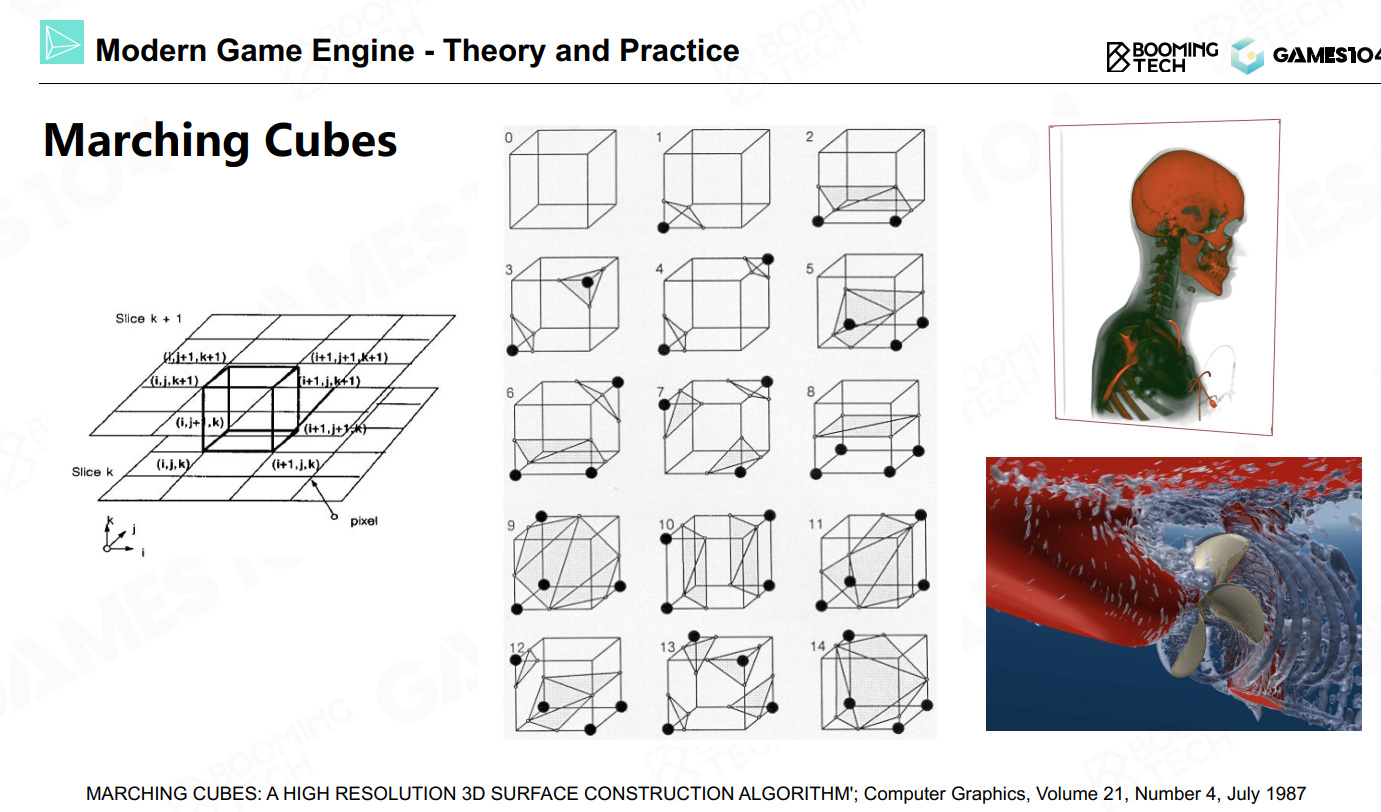 Modern Game Engine - Theory and Practice
BOOMING
TECH
GAMES104
Marching Cubes
Slice k + 1
(i,j+1,k+1)
(i+1,j+1,k+1)
(i,j,k+1)
(i+1,j,k+1)
(i,j+1,k)
(i+1,j+1,k)
Slice k
(i,j,k)
(i+1,j,k)
pixel
k
j
i
0
1
2
3
4
5
6
7
8
9
10
11
12
13
14
MARCHING CUBES: A HIGH RESOLUTION 3D SURFACE CONSTRUCTION ALGORITHM'; Computer Graphics, Volume 21, Number 4, July 1987